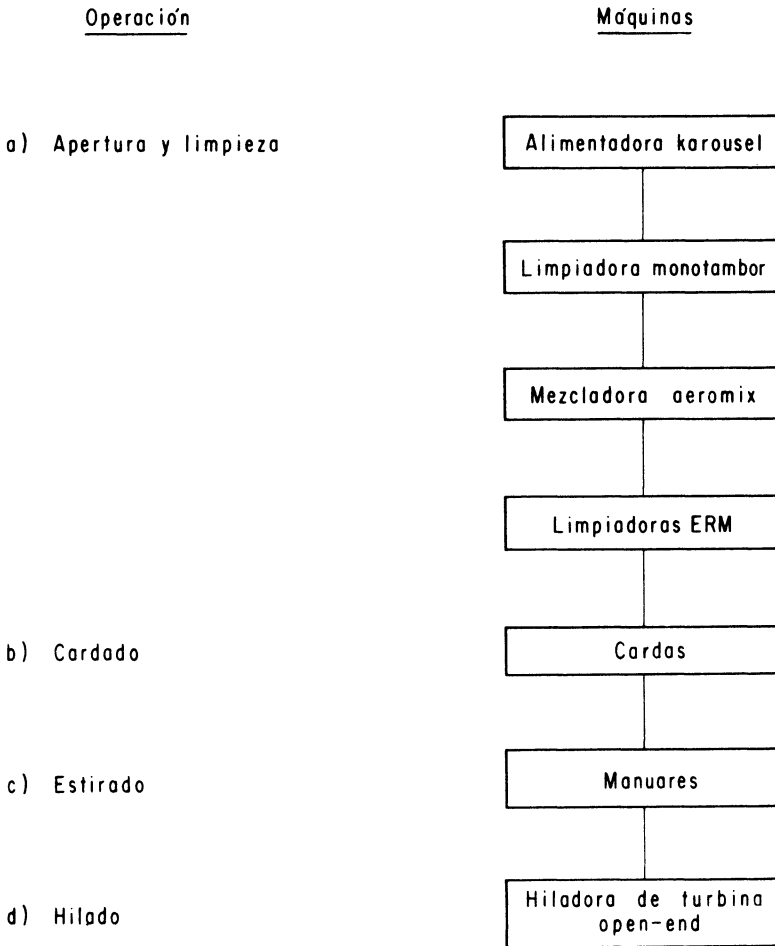 Operación Máquinas
a) Apertura y limpieza Alimentadora karousel
Limpiadora monotambor
Mezcladora aeromix
Limpiadoras ERM
b) Cardado Cardas
c) Estirado Manuares
d) Hilado Hiladora de turbina
open-end